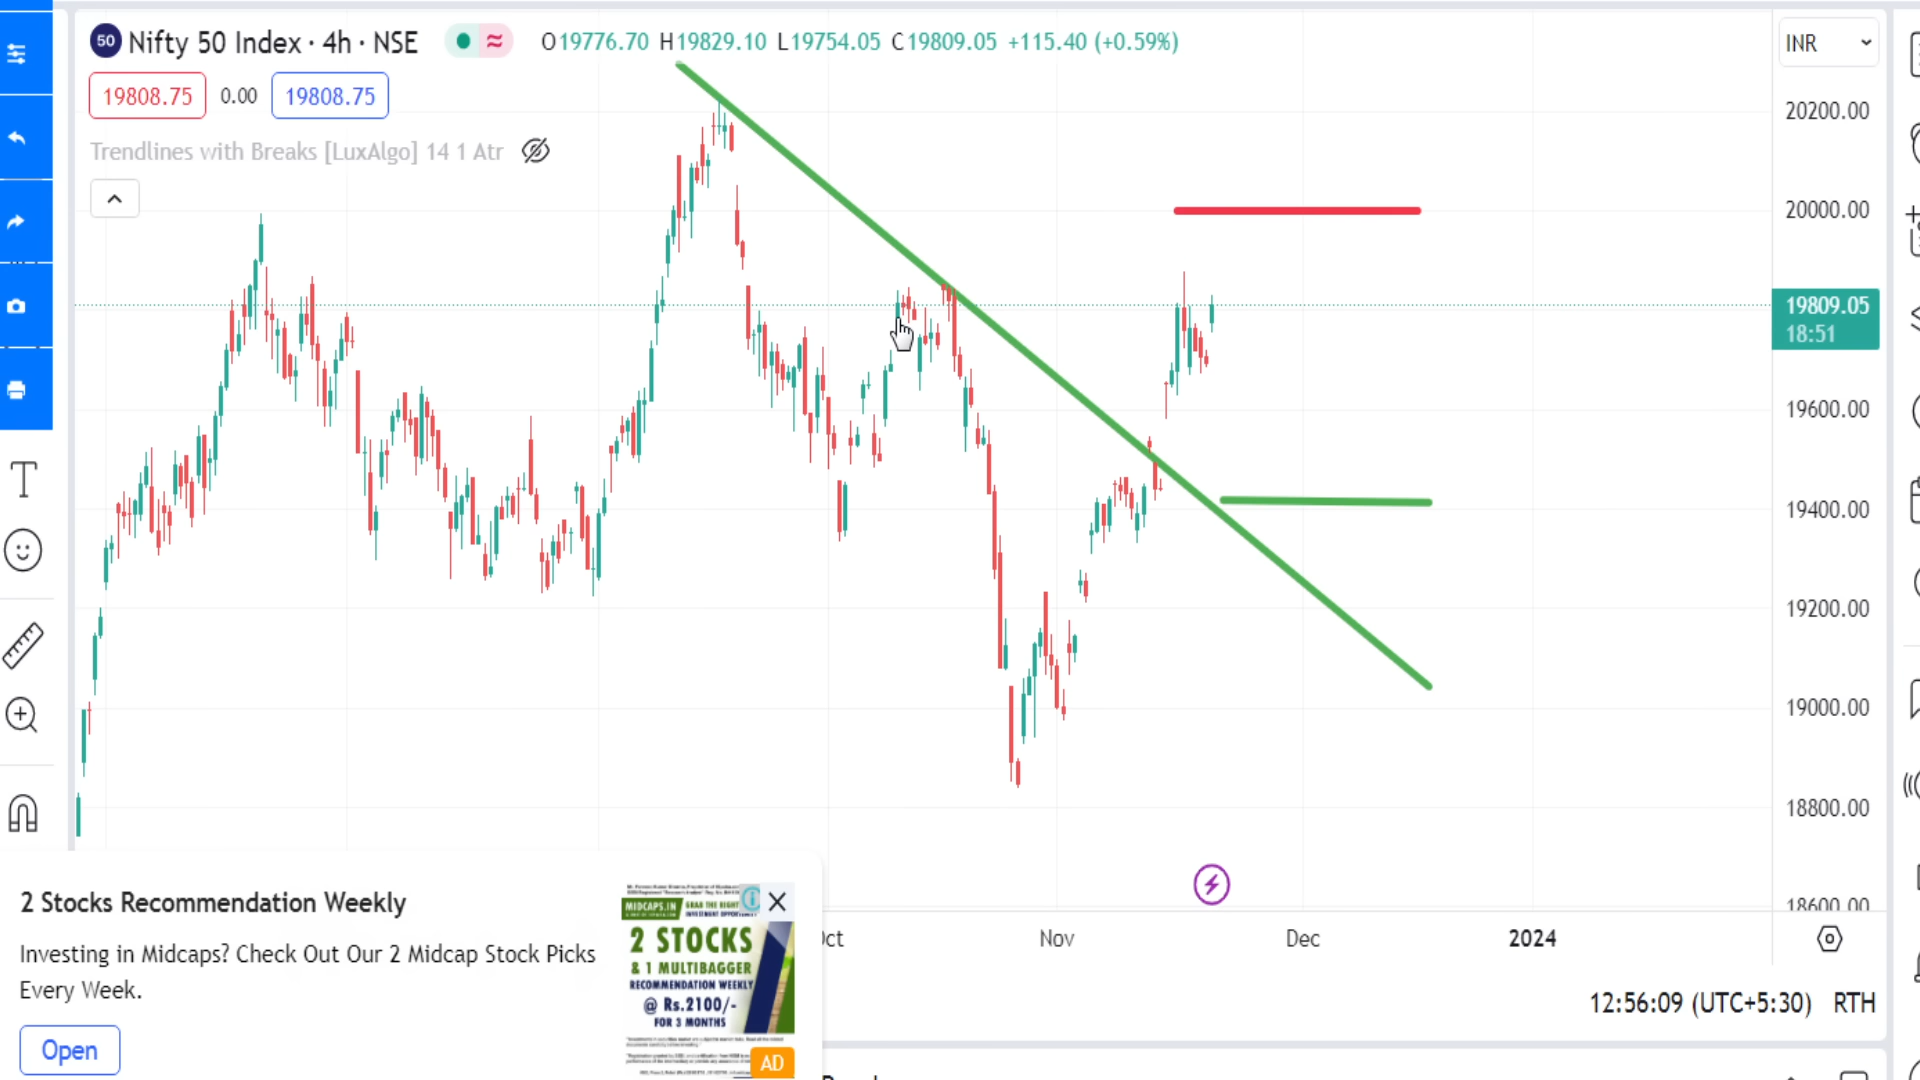 50 Nifty 50 Index · 4h · NSE O19776.70 H19829.10 L19754.05 C19809.05 +115.40 (+0.59%)
INR
19808.75 0.00 19808.75
Trendlines with Breaks [LuxAlgo] 14 1 Atr
20200.00
20000.00
19809.05
18:51
19600.00
19400.00
19200.00
19000.00
18800.00
18600.00
Oct Nov Dec 2024
12:56:09 (UTC+5:30) RTH
2 Stocks Recommendation Weekly
Investing in Midcaps? Check Out Our 2 Midcap Stock Picks
Every Week.
Open
MIDCAPS.IN GRAB THE RIGHT
2 STOCKS
& 1 MULTIBAGGER
RECOMMENDATION WEEKLY
@ Rs.2100/-
FOR 3 MONTHS
AD